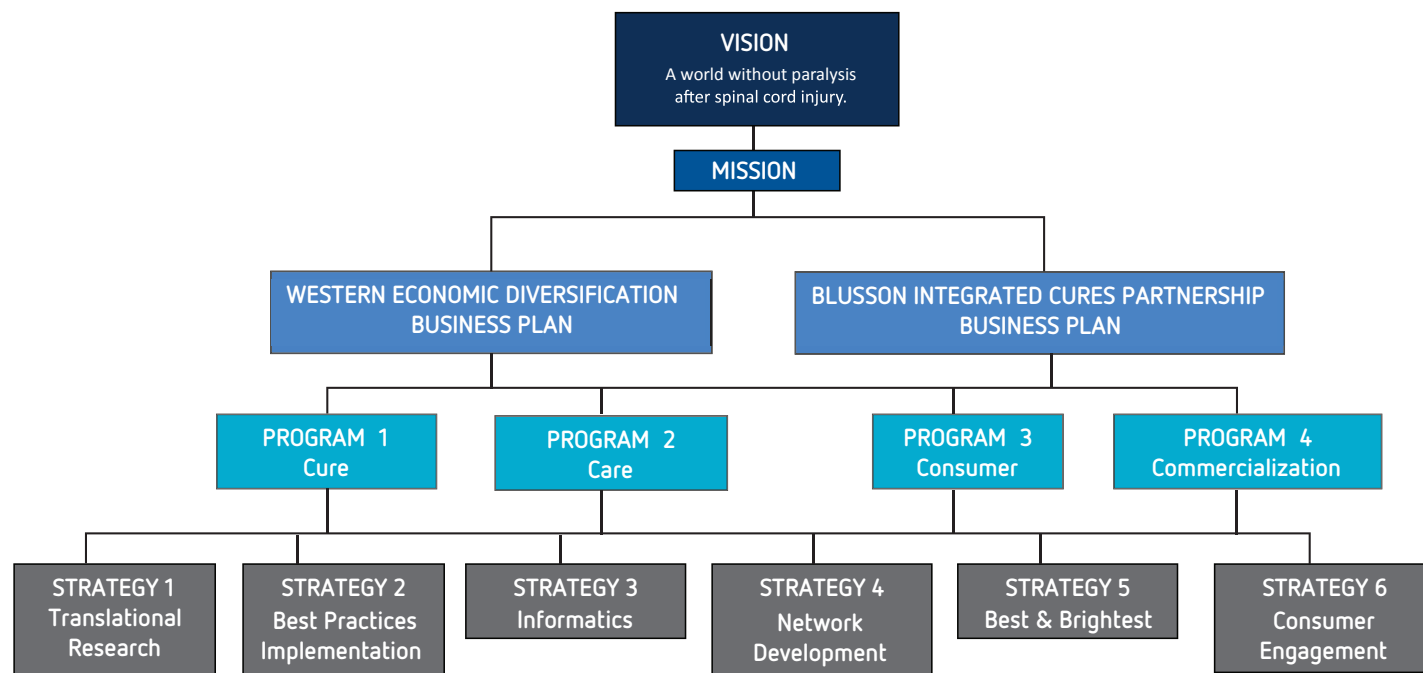 VISION
A world without paralysis
after spinal cord injury.
MISSION
WESTERN ECONOMIC DIVERSIFICATION
BUSINESS PLAN
BLUSSON INTEGRATED CURES PARTNERSHIP
BUSINESS PLAN
PROGRAM 1
Cure
PROGRAM 2
Care
PROGRAM 3
Consumer
PROGRAM 4
Commercialization
STRATEGY 1
Translational
Research
STRATEGY 2
Best Practices
Implementation
STRATEGY 3
Informatics
STRATEGY 4
Network
Development
STRATEGY 5
Best & Brightest
STRATEGY 6
Consumer
Engagement